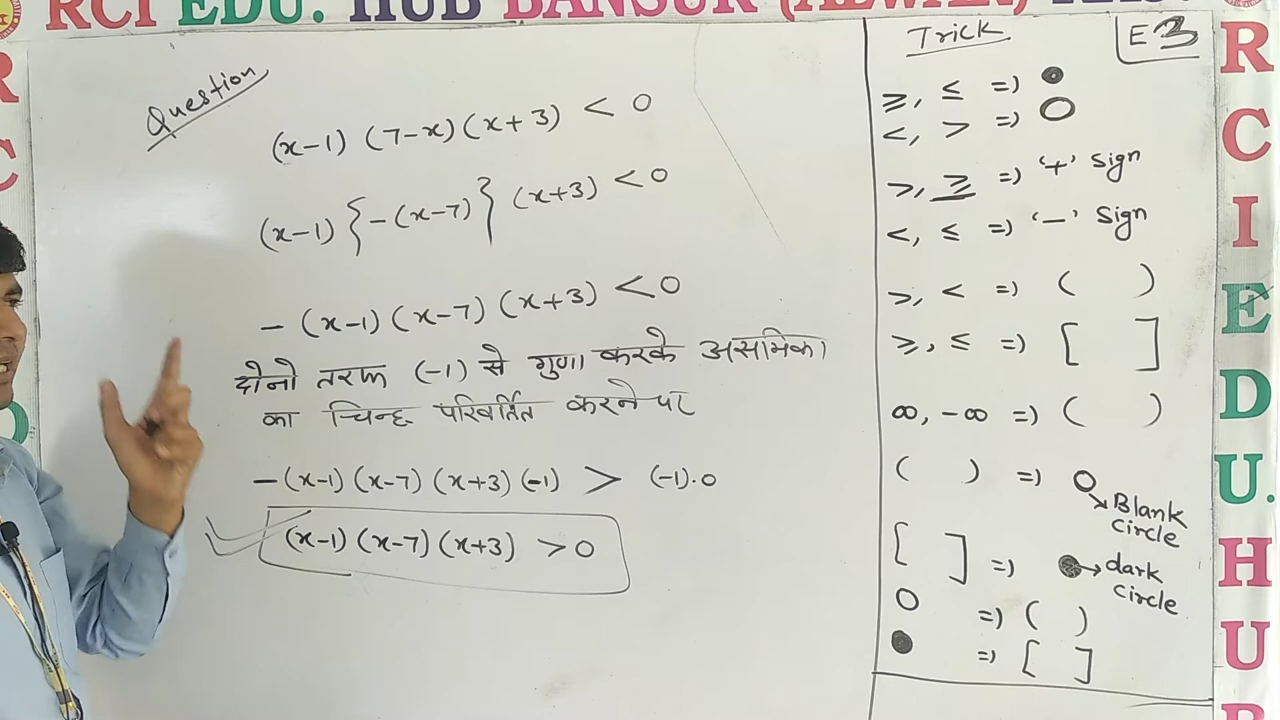 RCI EDU. HUB BANSUR (ALWAR)
Question
(x-1) (7-x) (x+3) < 0
(x-1) {-(x-7)} (x+3) < 0
- (x-1) (x-7) (x+3) < 0
दोनो तरफ (-1) से गुणा करके असमिका
का चिन्ह परिवर्तित करने पर
-(x-1) (x-7) (x+3) (-1) > (-1).0
(x-1) (x-7) (x+3) > 0
Trick
E3
≥, ≤ => ●
<, > => ○
>, ≥ => '+' sign
<, ≤ => '-' sign
>, < => ( )
≥, ≤ => [ ]
∞, -∞ => ( )
( ) => ○ → Blank circle
[ ] => ● → dark circle
○ => ( )
● => [ ]
R
C
I
E
D
U.
H
U